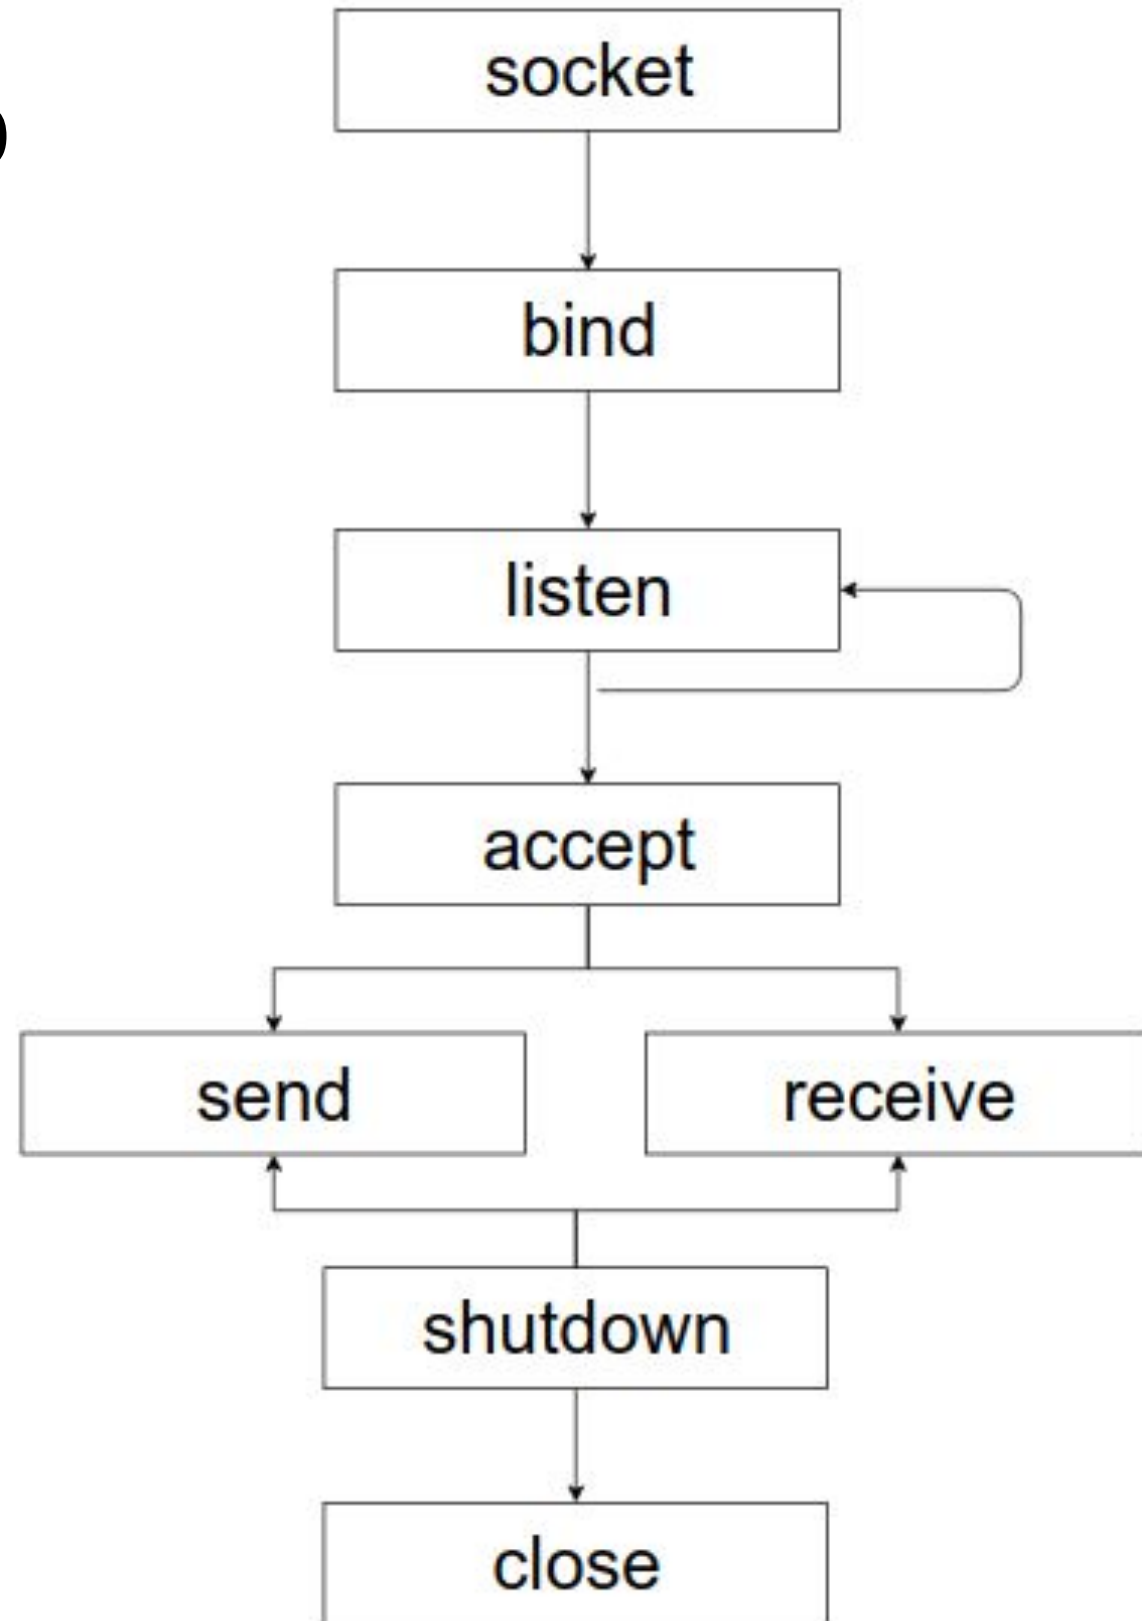 socket
bind
listen
accept
send
receive
shutdown
close